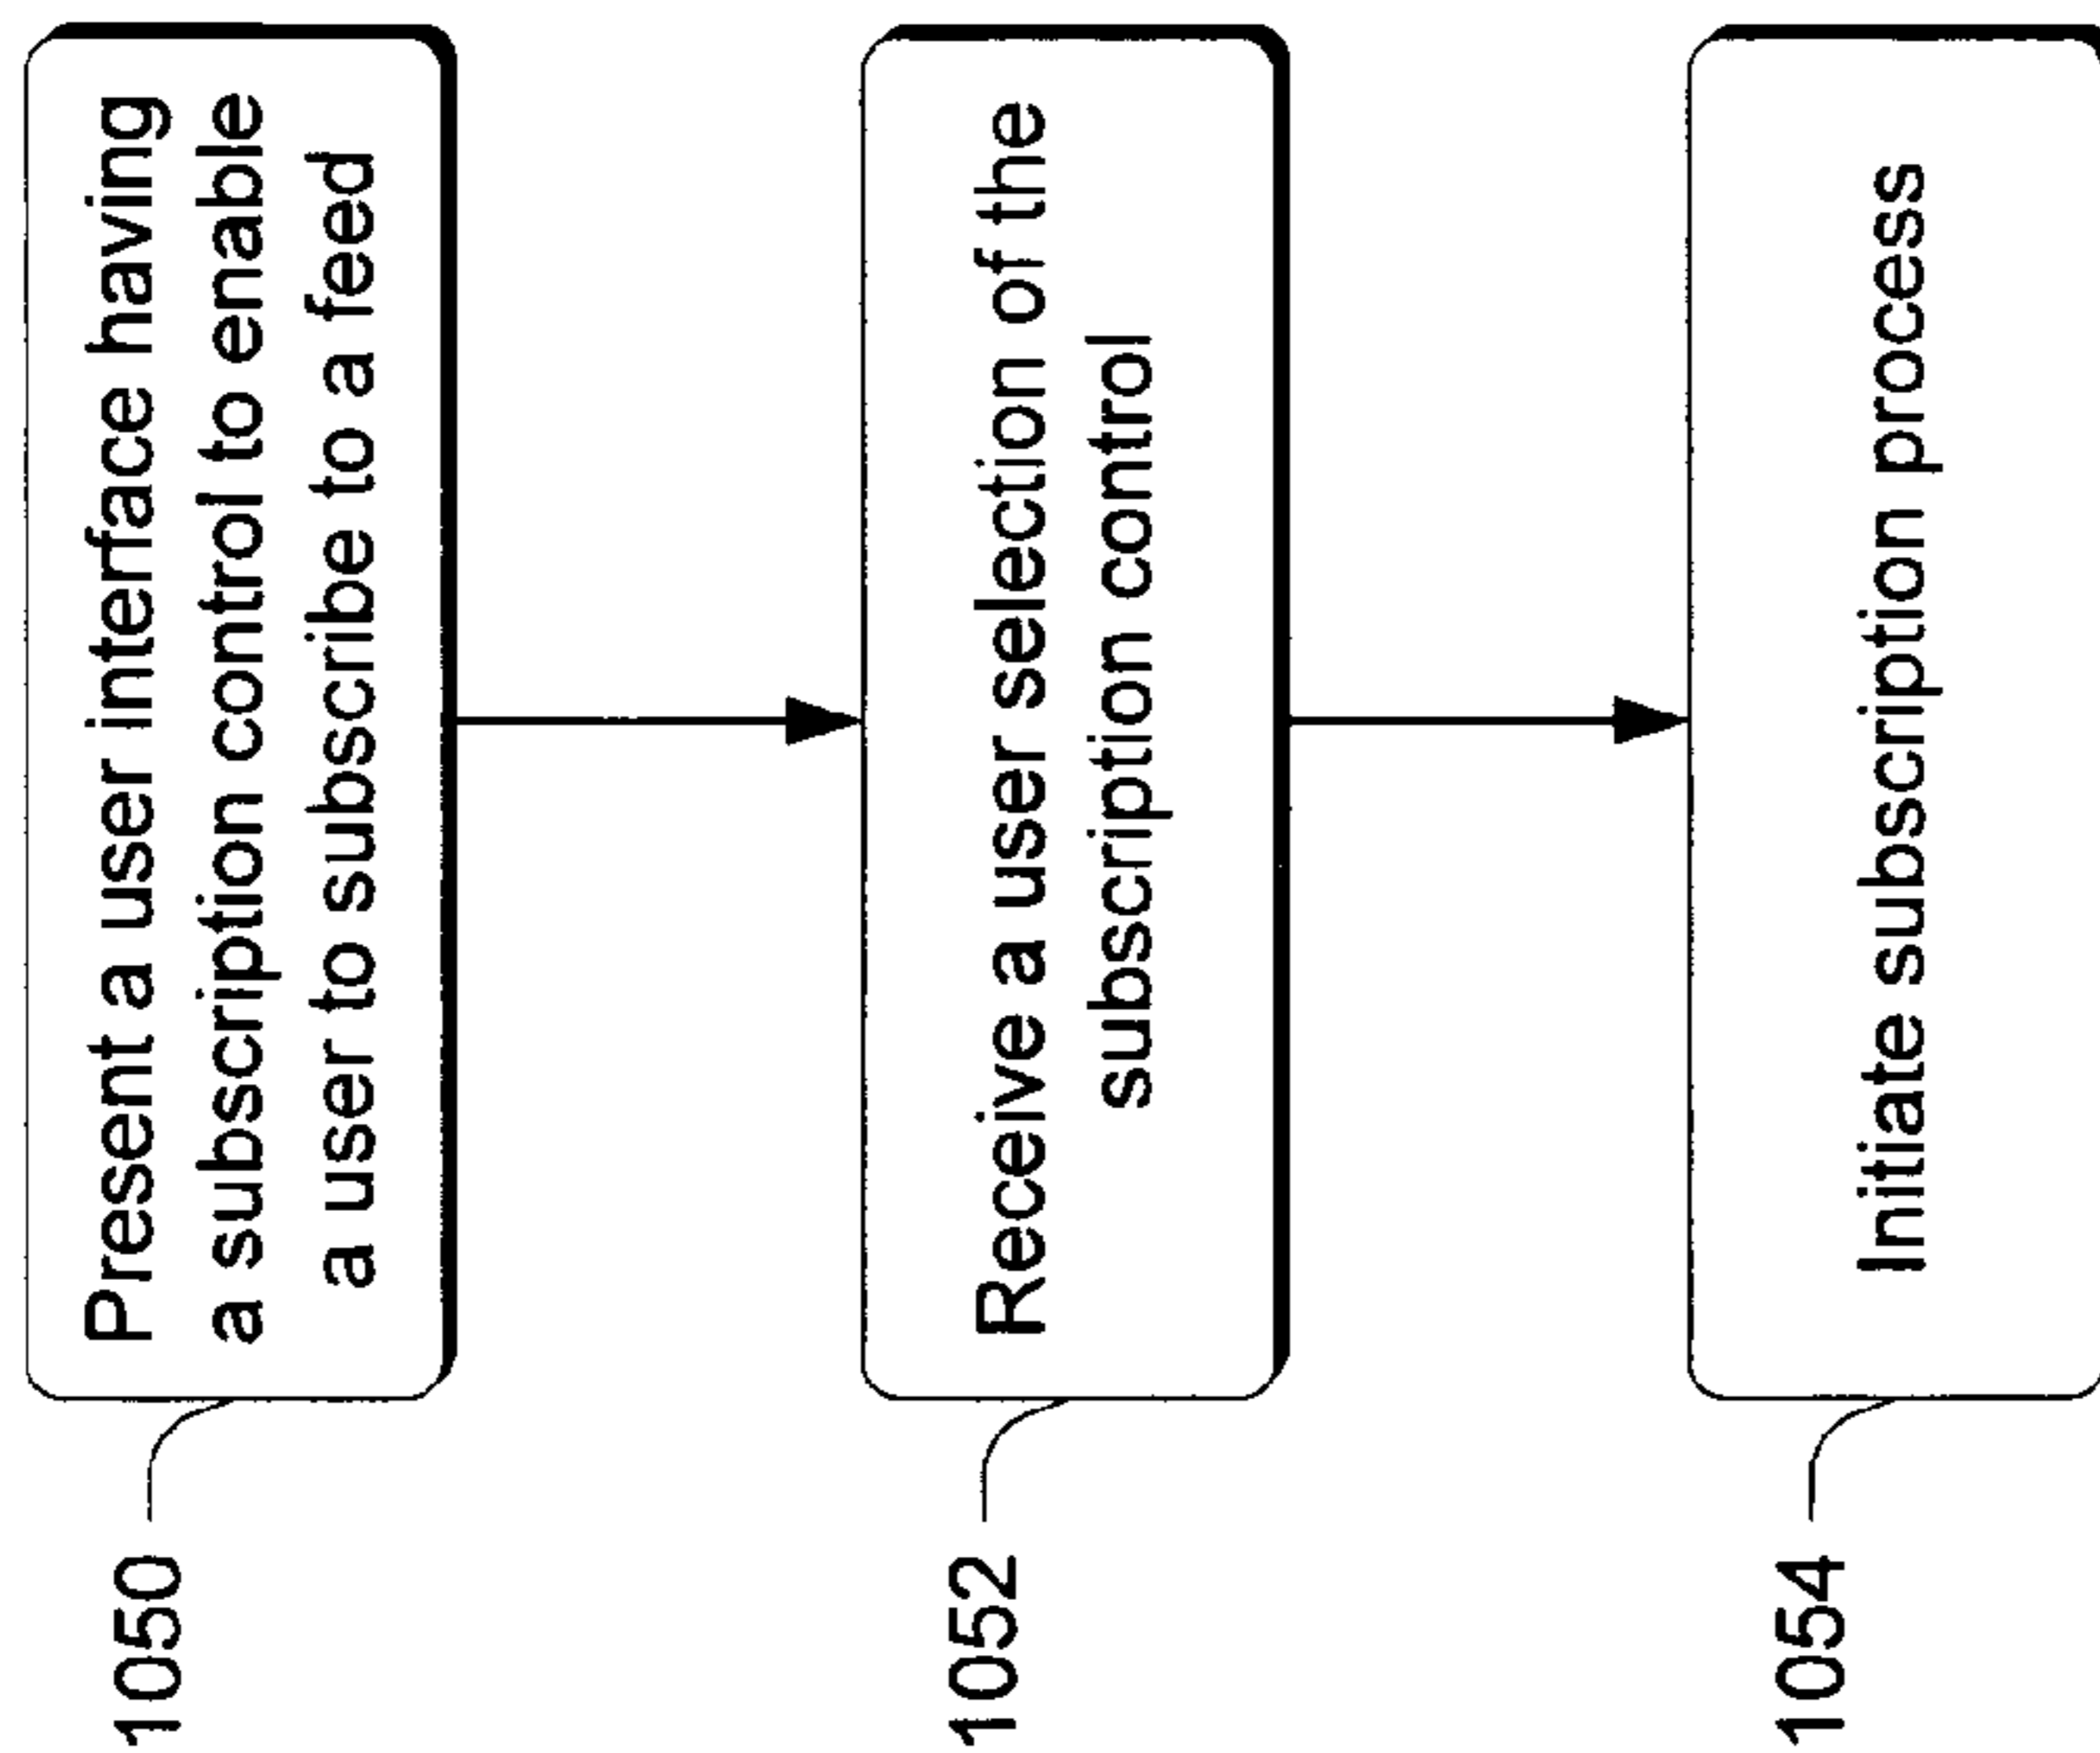 1050
Present a user interface having
a subscription control to enable
a user to subscribe to a feed
1052
Receive a user selection of the
subscription control
1054
Initiate subscription process